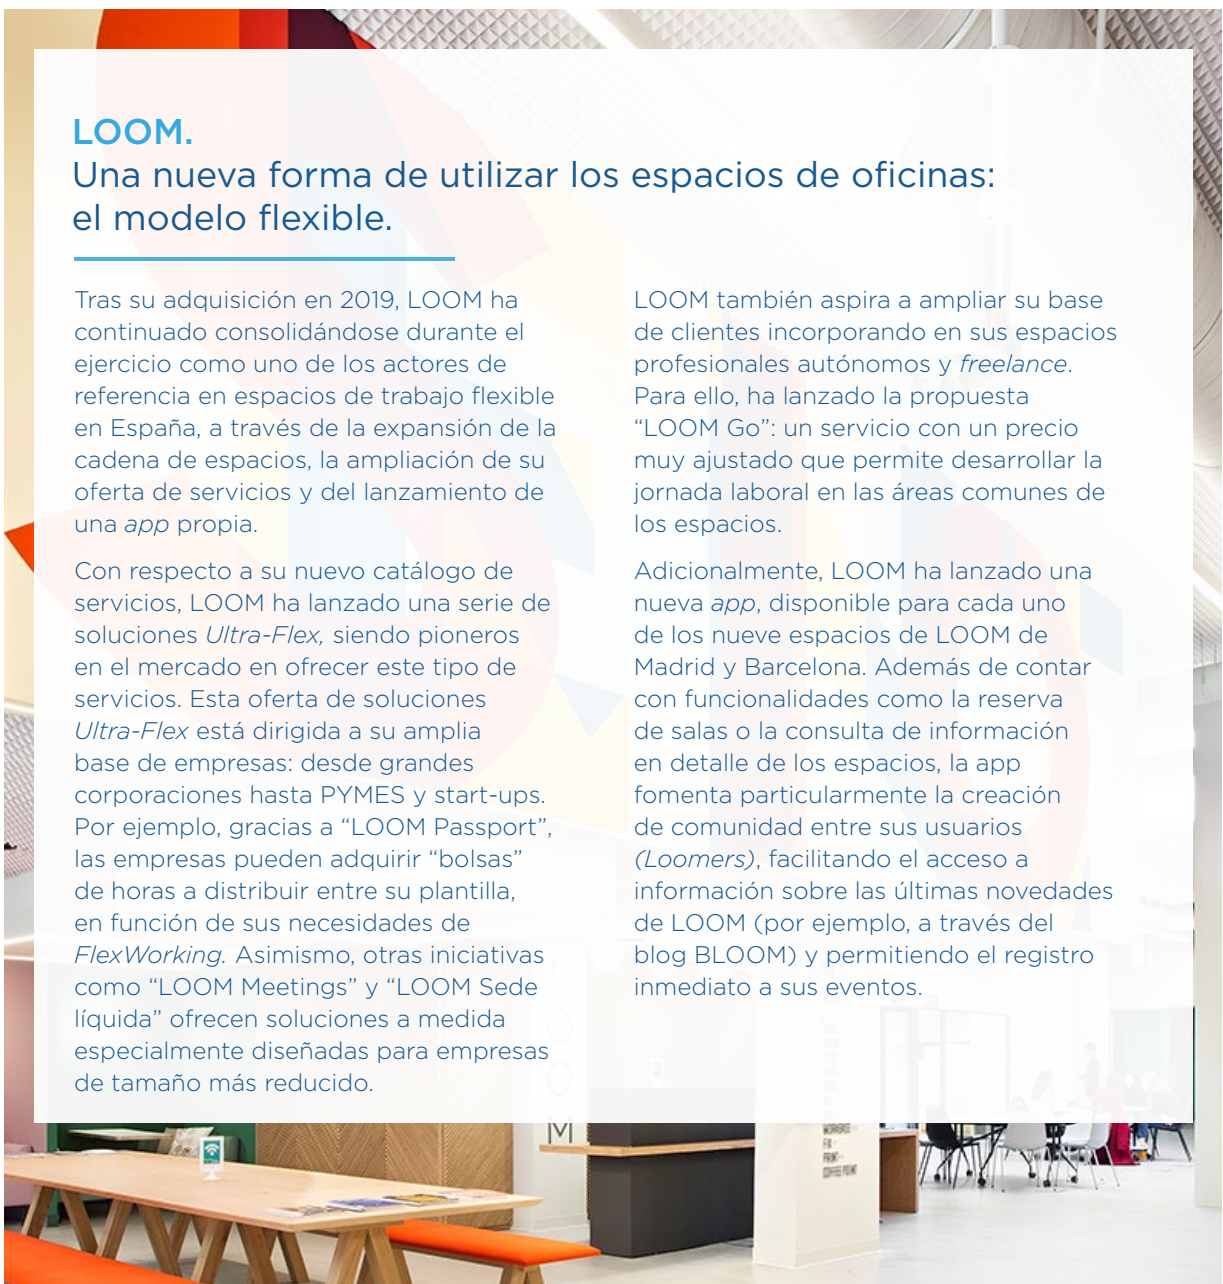 LOOM.
Una nueva forma de utilizar los espacios de oficinas:
el modelo flexible.
Tras su adquisición en 2019, LOOM ha
continuado consolidándose durante el
ejercicio como uno de los actores de
referencia en espacios de trabajo flexible
en España, a través de la expansión de la
cadena de espacios, la ampliación de su
oferta de servicios y del lanzamiento de
una app propia.
Con respecto a su nuevo catálogo de
servicios, LOOM ha lanzado una serie de
soluciones Ultra-Flex, siendo pioneros
en el mercado en ofrecer este tipo de
servicios. Esta oferta de soluciones
Ultra-Flex está dirigida a su amplia
base de empresas: desde grandes
corporaciones hasta PYMES y start-ups.
Por ejemplo, gracias a “LOOM Passport”,
las empresas pueden adquirir “bolsas”
de horas a distribuir entre su plantilla,
en función de sus necesidades de
FlexWorking. Asimismo, otras iniciativas
como “LOOM Meetings” y “LOOM Sede
líquida” ofrecen soluciones a medida
especialmente diseñadas para empresas
de tamaño más reducido.
LOOM también aspira a ampliar su base
de clientes incorporando en sus espacios
profesionales autónomos y freelance.
Para ello, ha lanzado la propuesta
“LOOM Go”: un servicio con un precio
muy ajustado que permite desarrollar la
jornada laboral en las áreas comunes de
los espacios.
Adicionalmente, LOOM ha lanzado una
nueva app, disponible para cada uno
de los nueve espacios de LOOM de
Madrid y Barcelona. Además de contar
con funcionalidades como la reserva
de salas o la consulta de información
en detalle de los espacios, la app
fomenta particularmente la creación
de comunidad entre sus usuarios
(Loomers), facilitando el acceso a
información sobre las últimas novedades
de LOOM (por ejemplo, a través del
blog BLOOM) y permitiendo el registro
inmediato a sus eventos.
LOOM
FIX
PRINT
COFFEE POINT